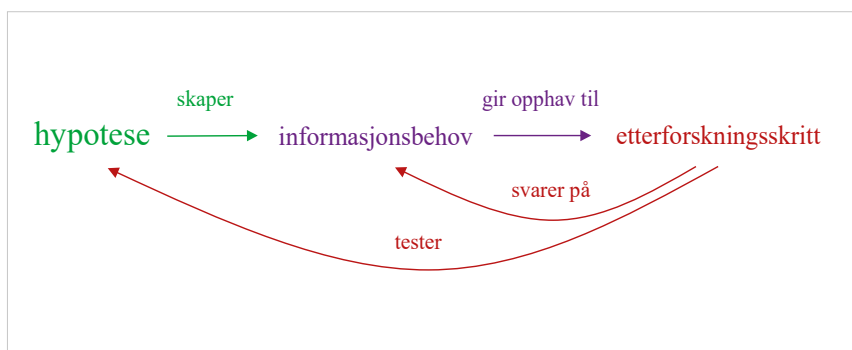 skaper
gir opphav til
hypotese
informasjonsbehov
etterforskningsskritt
svarer på
tester